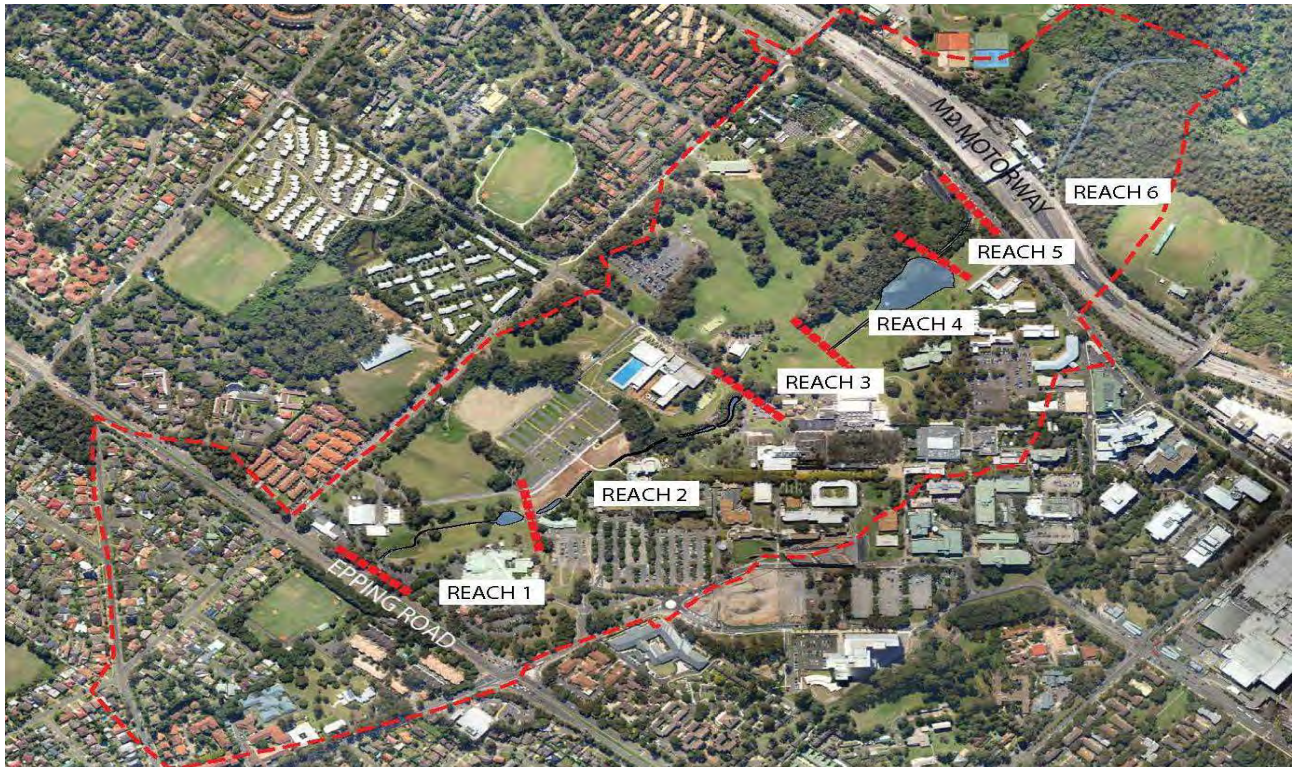 M2 MOTORWAY
REACH 6
REACH 5
REACH 4
REACH 3
REACH 2
REACH 1
EPPING ROAD